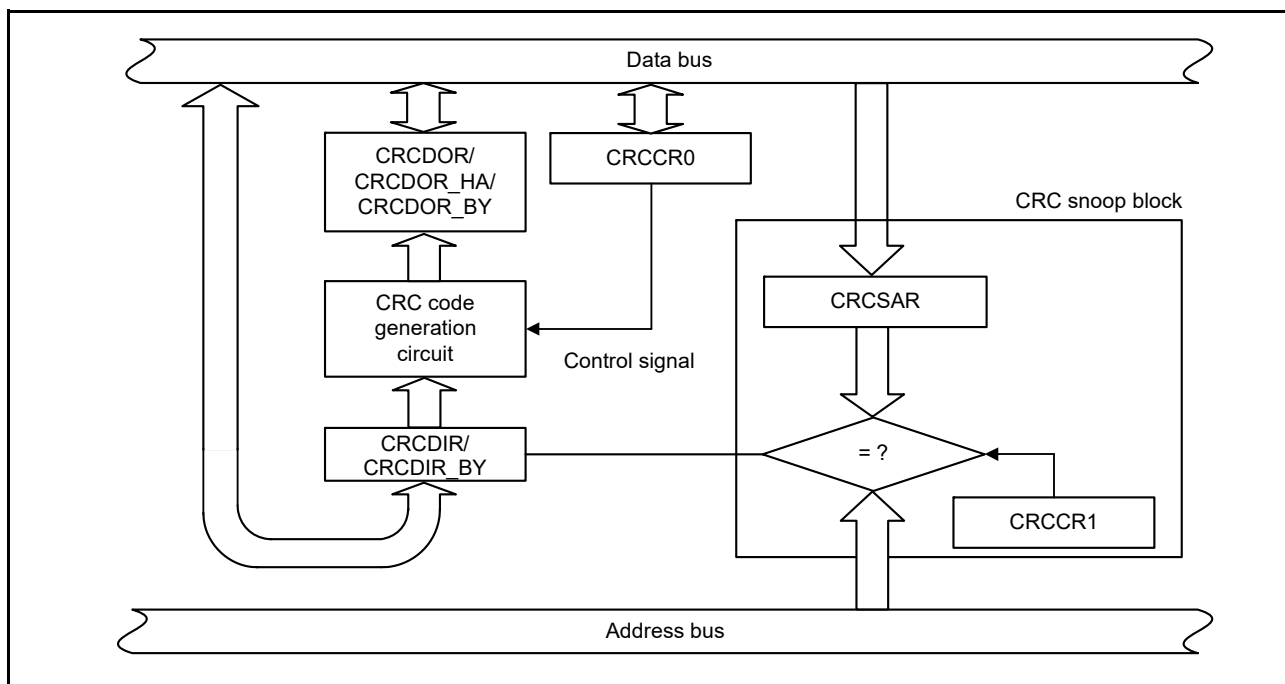 Data bus
CRCDOR/
CRCDOR_HA/
CRCDOR_BY
CRCCR0
CRC snoop block
CRCSAR
CRC code
generation
circuit
Control signal
CRCDIR/
CRCDIR_BY
= ?
CRCCR1
Address bus